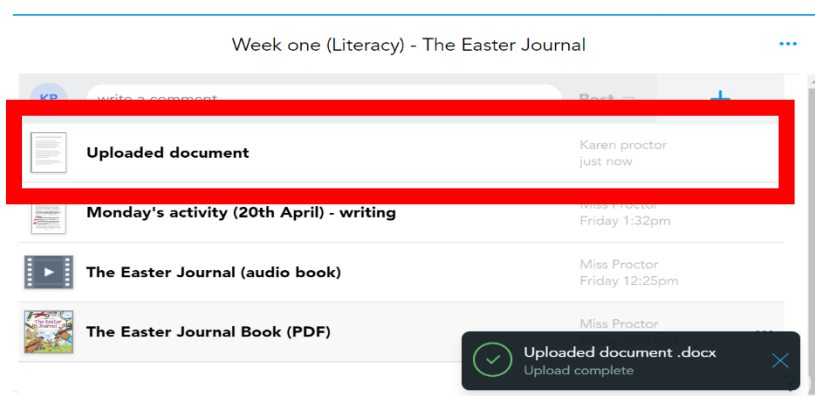 Week one (Literacy) - The Easter Journal
KP write a comment Post
Uploaded document
Karen proctor
just now
Monday's activity (20th April) - writing
Miss Proctor
Friday 1:32pm
The Easter Journal (audio book)
Miss Proctor
Friday 12:25pm
The Easter Journal Book (PDF)
Miss Proctor
Uploaded document .docx
Upload complete
?